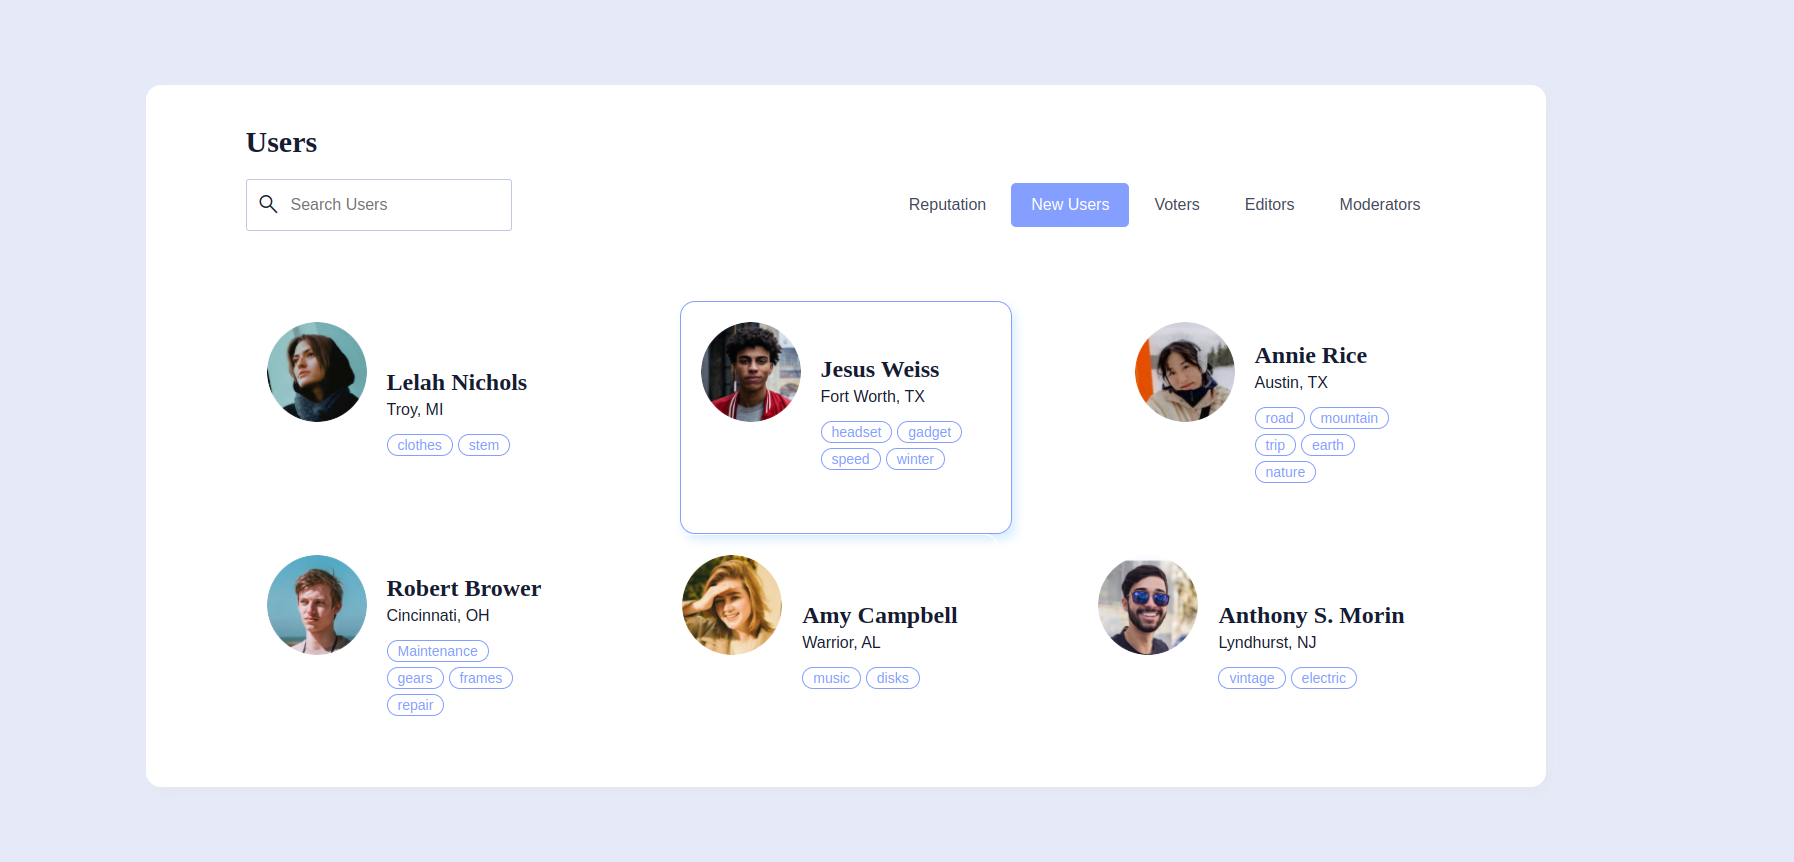 Users
Search Users
Reputation New Users Voters Editors Moderators
Lelah Nichols
Troy, MI
clothes stem
Jesus Weiss
Fort Worth, TX
headset gadget
speed winter
Annie Rice
Austin, TX
road mountain
trip earth
nature
Robert Brower
Cincinnati, OH
Maintenance
gears frames
repair
Amy Campbell
Warrior, AL
music disks
Anthony S. Morin
Lyndhurst, NJ
vintage electric